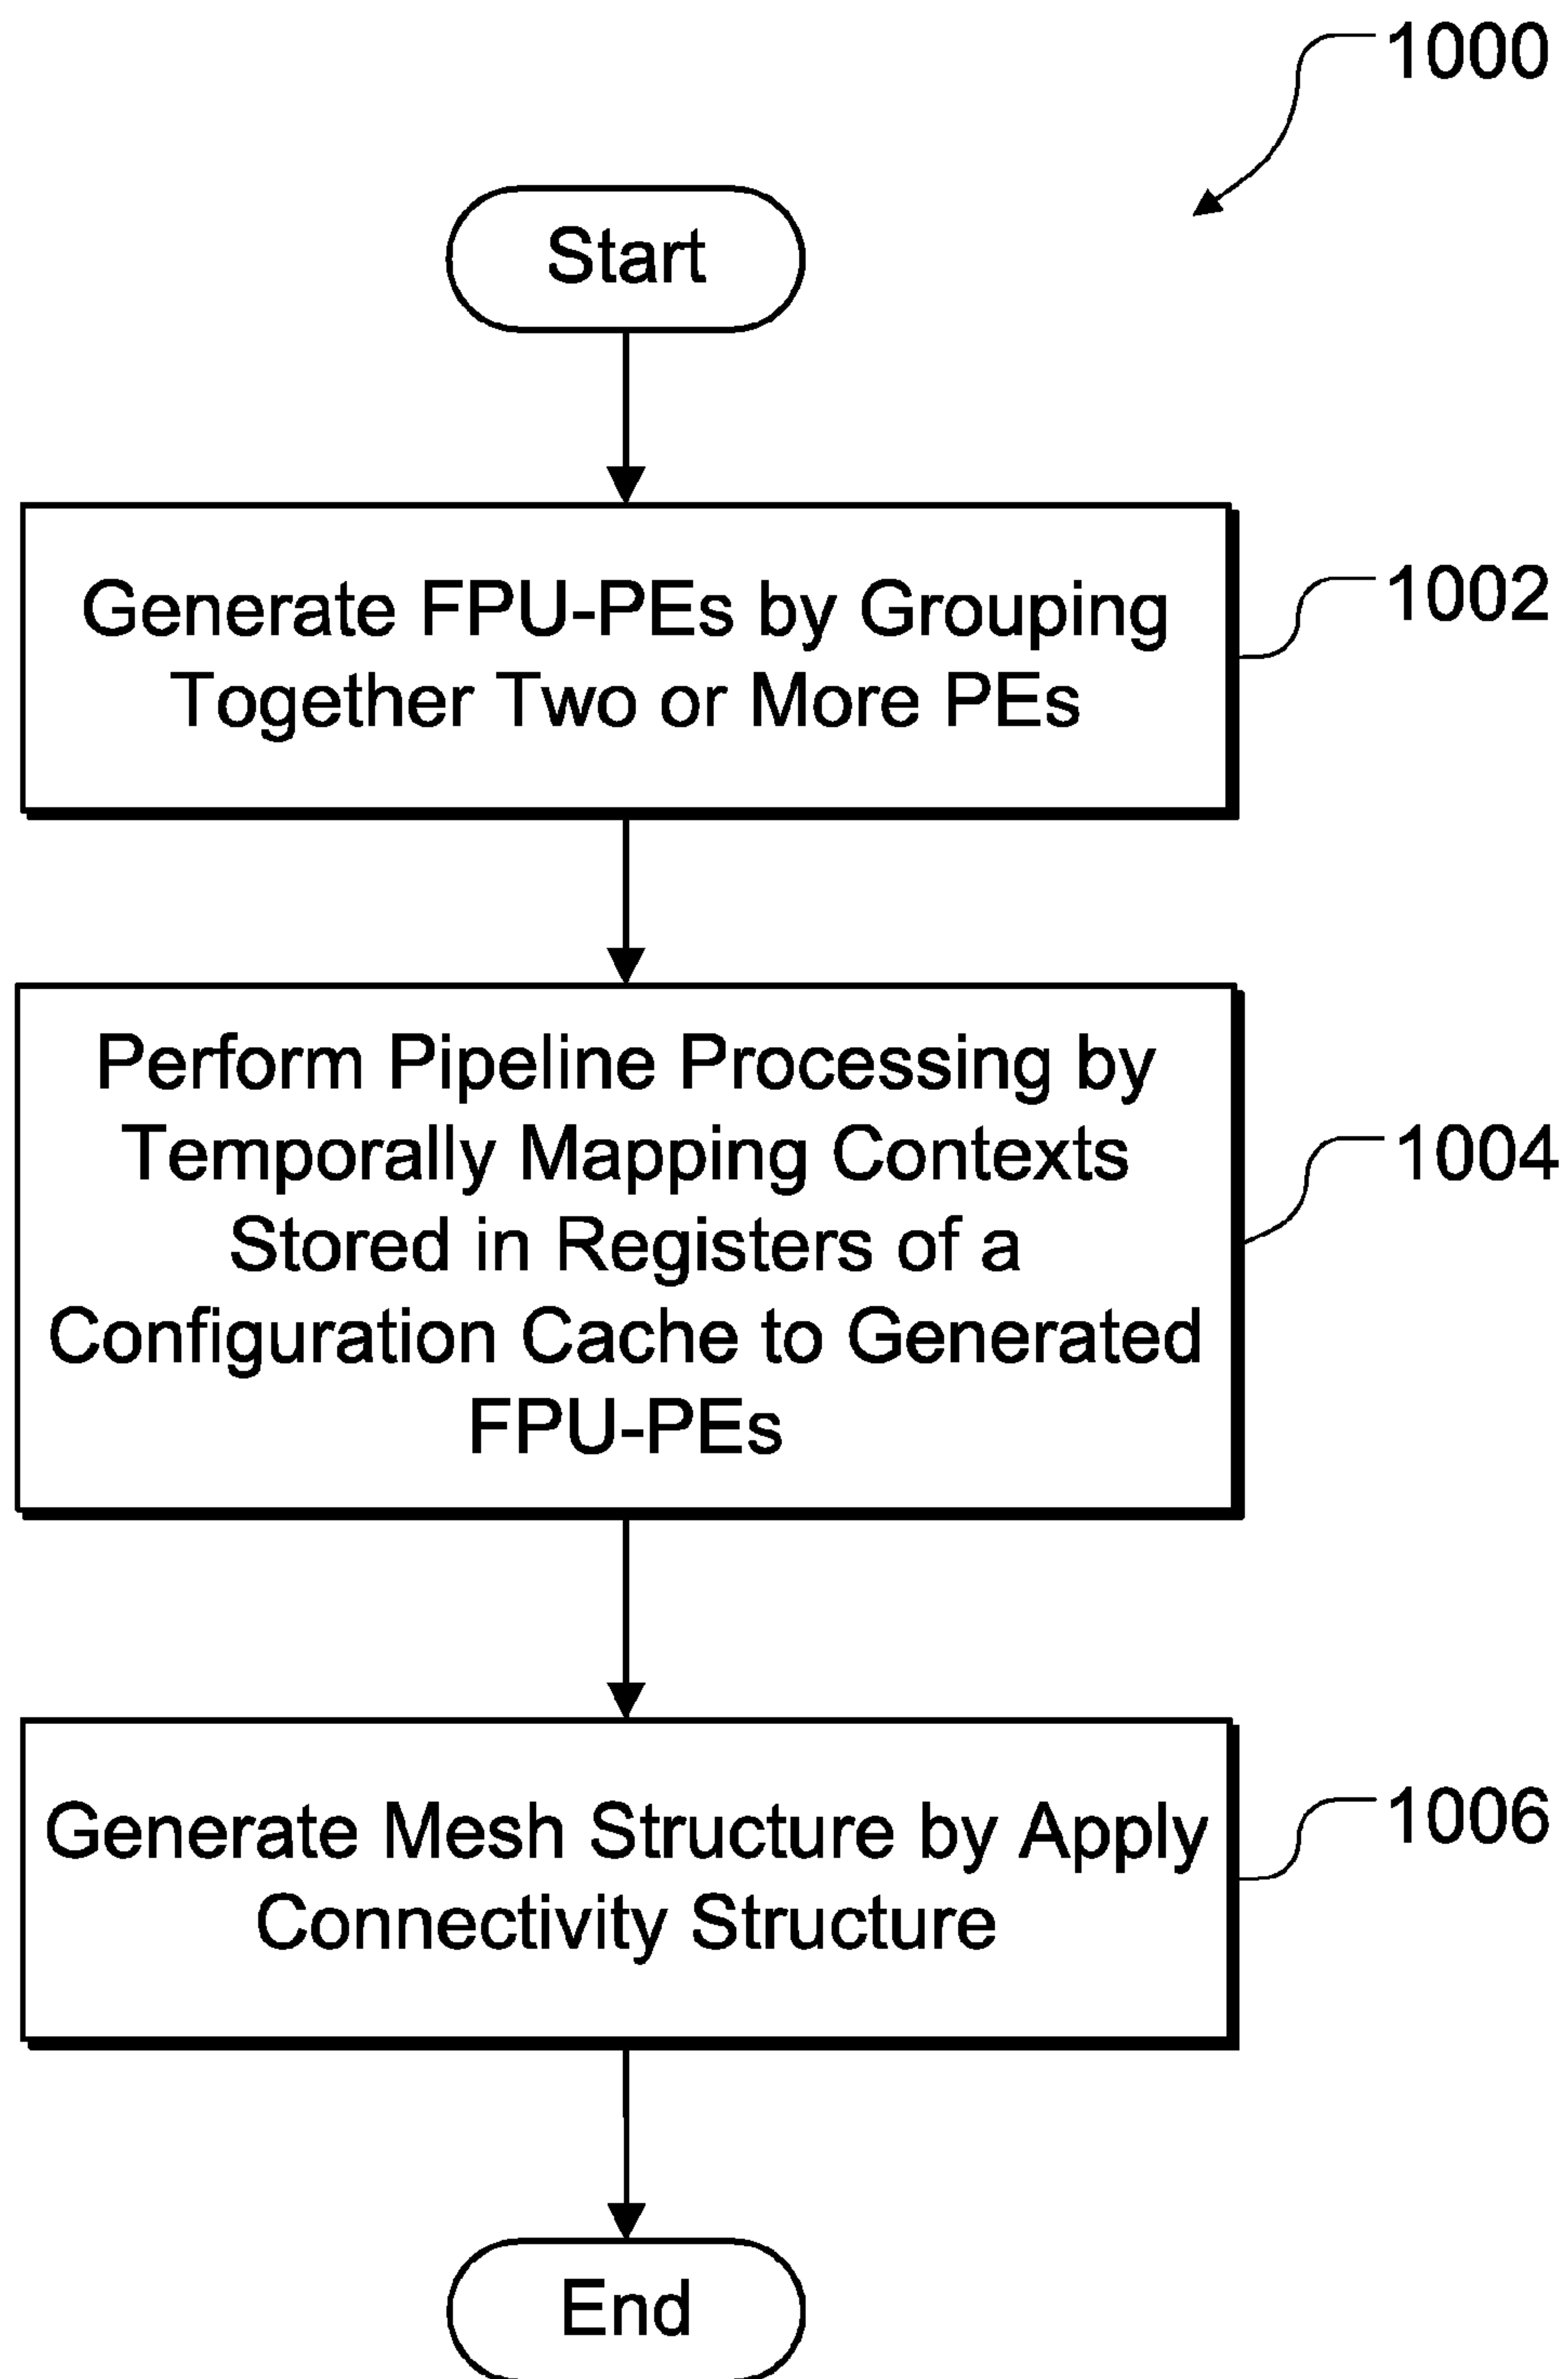 1000
Start
Generate FPU-PEs by Grouping
Together Two or More PEs
1002
Perform Pipeline Processing by
Temporally Mapping Contexts
Stored in Registers of a
Configuration Cache to Generated
FPU-PEs
1004
Generate Mesh Structure by Apply
Connectivity Structure
1006
End